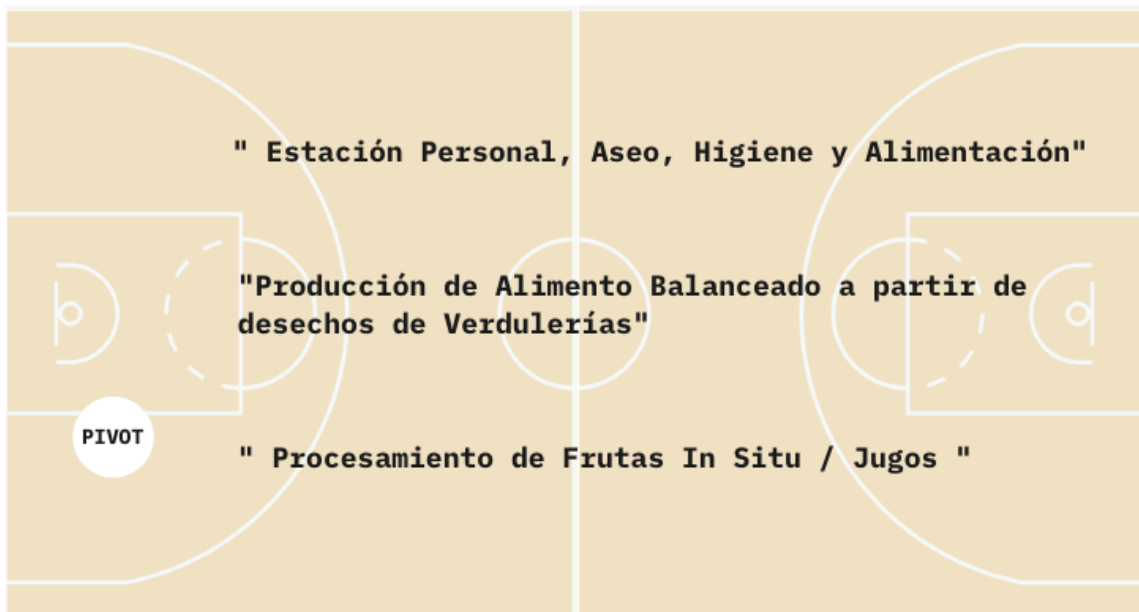 " Estación Personal, Aseo, Higiene y Alimentación"
"Producción de Alimento Balanceado a partir de
desechos de Verdulerías"
PIVOT
" Procesamiento de Frutas In Situ / Jugos "